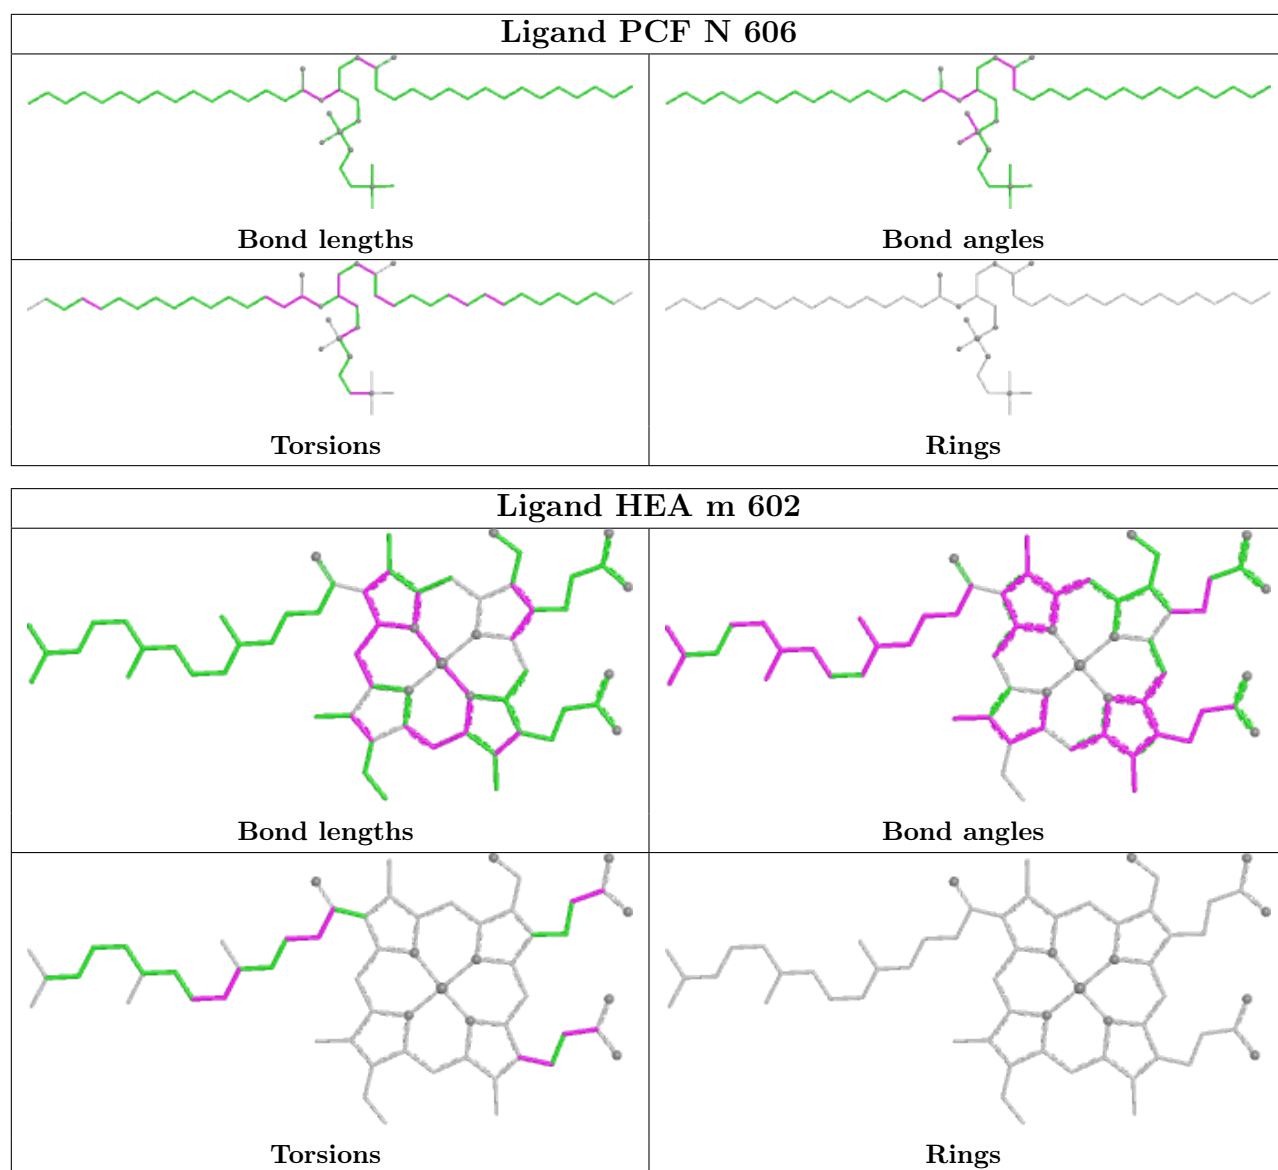 Ligand PCF N 606
Bond lengths
Bond angles
Torsions
Rings
Ligand HEA m 602
Bond lengths
Bond angles
Torsions
Rings